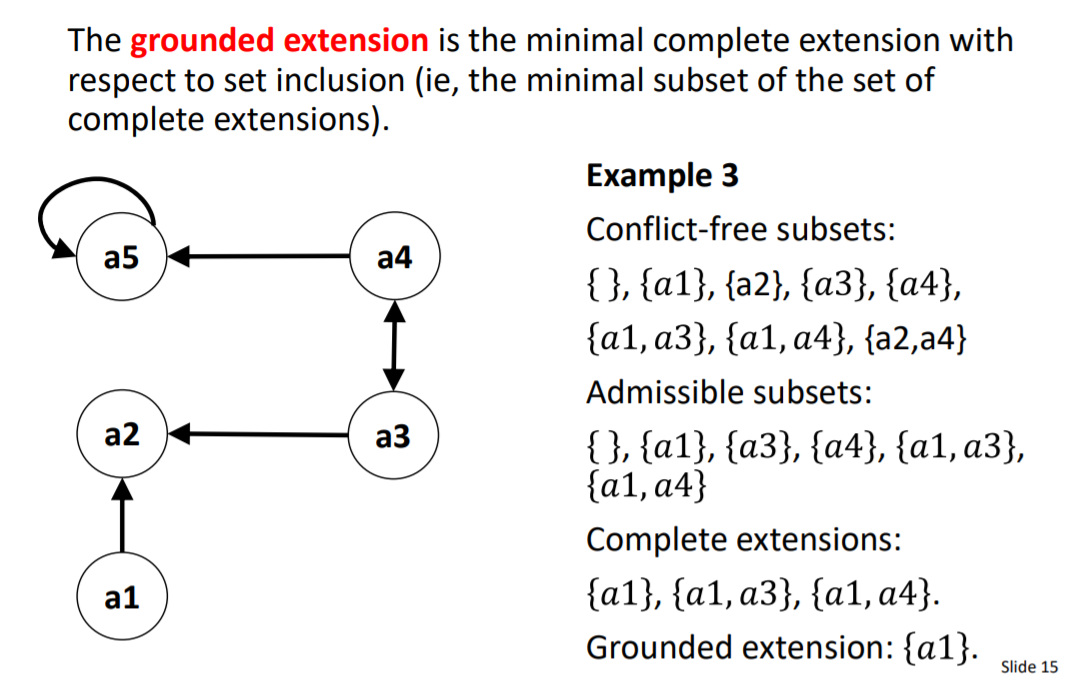 The grounded extension is the minimal complete extension with
respect to set inclusion (ie, the minimal subset of the set of
complete extensions).
a5
a4
a2
a3
a1
Example 3
Conflict-free subsets:
{ }, {a1}, {a2}, {a3}, {a4},
{a1, a3}, {a1, a4}, {a2,a4}
Admissible subsets:
{ }, {a1}, {a3}, {a4}, {a1, a3},
{a1, a4}
Complete extensions:
{a1}, {a1, a3}, {a1, a4}.
Grounded extension: {a1}.
Slide 15